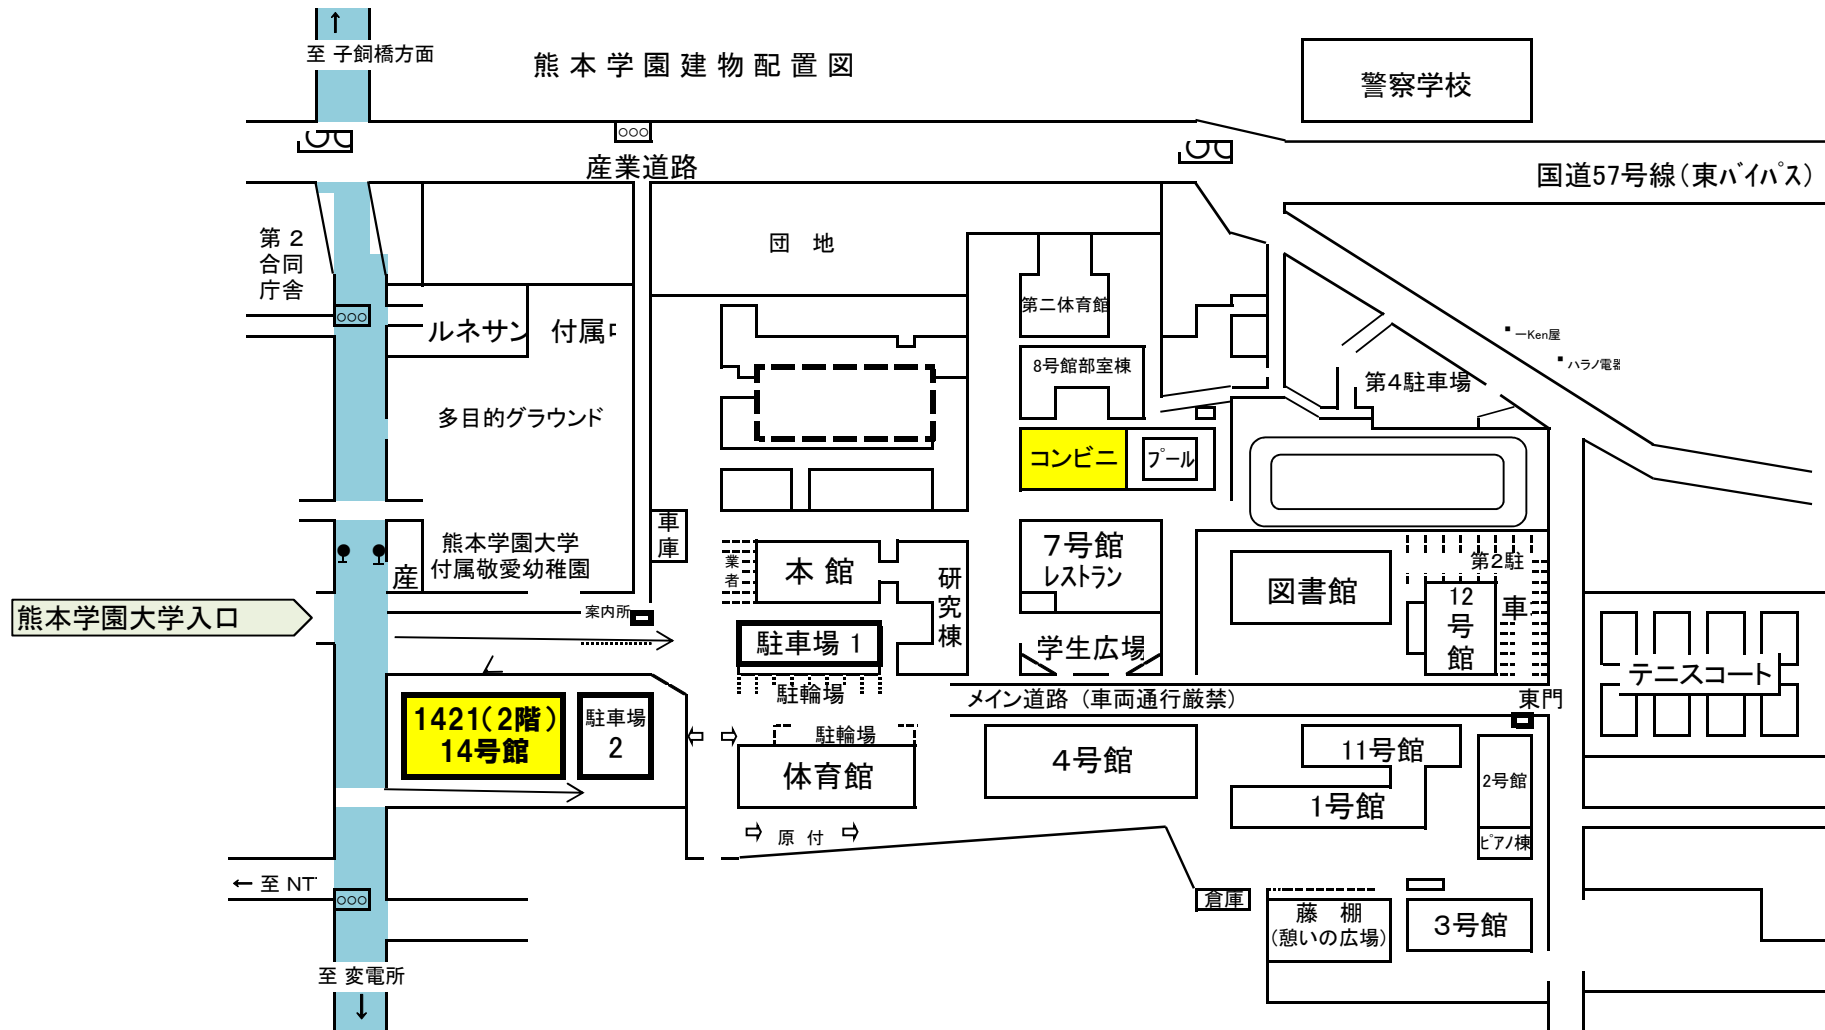 ↑
至 子飼橋方面
熊 本 学 園 建 物 配 置 図
警察学校
産業道路
国道57号線(東バイパス)
第 2
合同
庁舎
団　地
第二体育館
ルネサン
付属
一Ken屋
ハラノ電器
8号館部室棟
第4駐車場
多目的グラウンド
コンビニ
プール
車
庫
熊本学園大学
付属敬愛幼稚園
産
業
者
本 館
研
究
棟
7号館
レストラン
図書館
第2駐
車
12
号
館
熊本学園大学入口
案内所
駐車場 1
学生広場
テニスコート
駐輪場
メイン道路 (車両通行厳禁)
東門
1421(2階)
14号館
駐車場
2
駐輪場
体育館
4号館
11号館
2号館
1号館
ピアノ棟
⇨ 原 付 ⇨
← 至 NT
倉庫
藤　棚
(憩いの広場)
3号館
至 変電所
↓